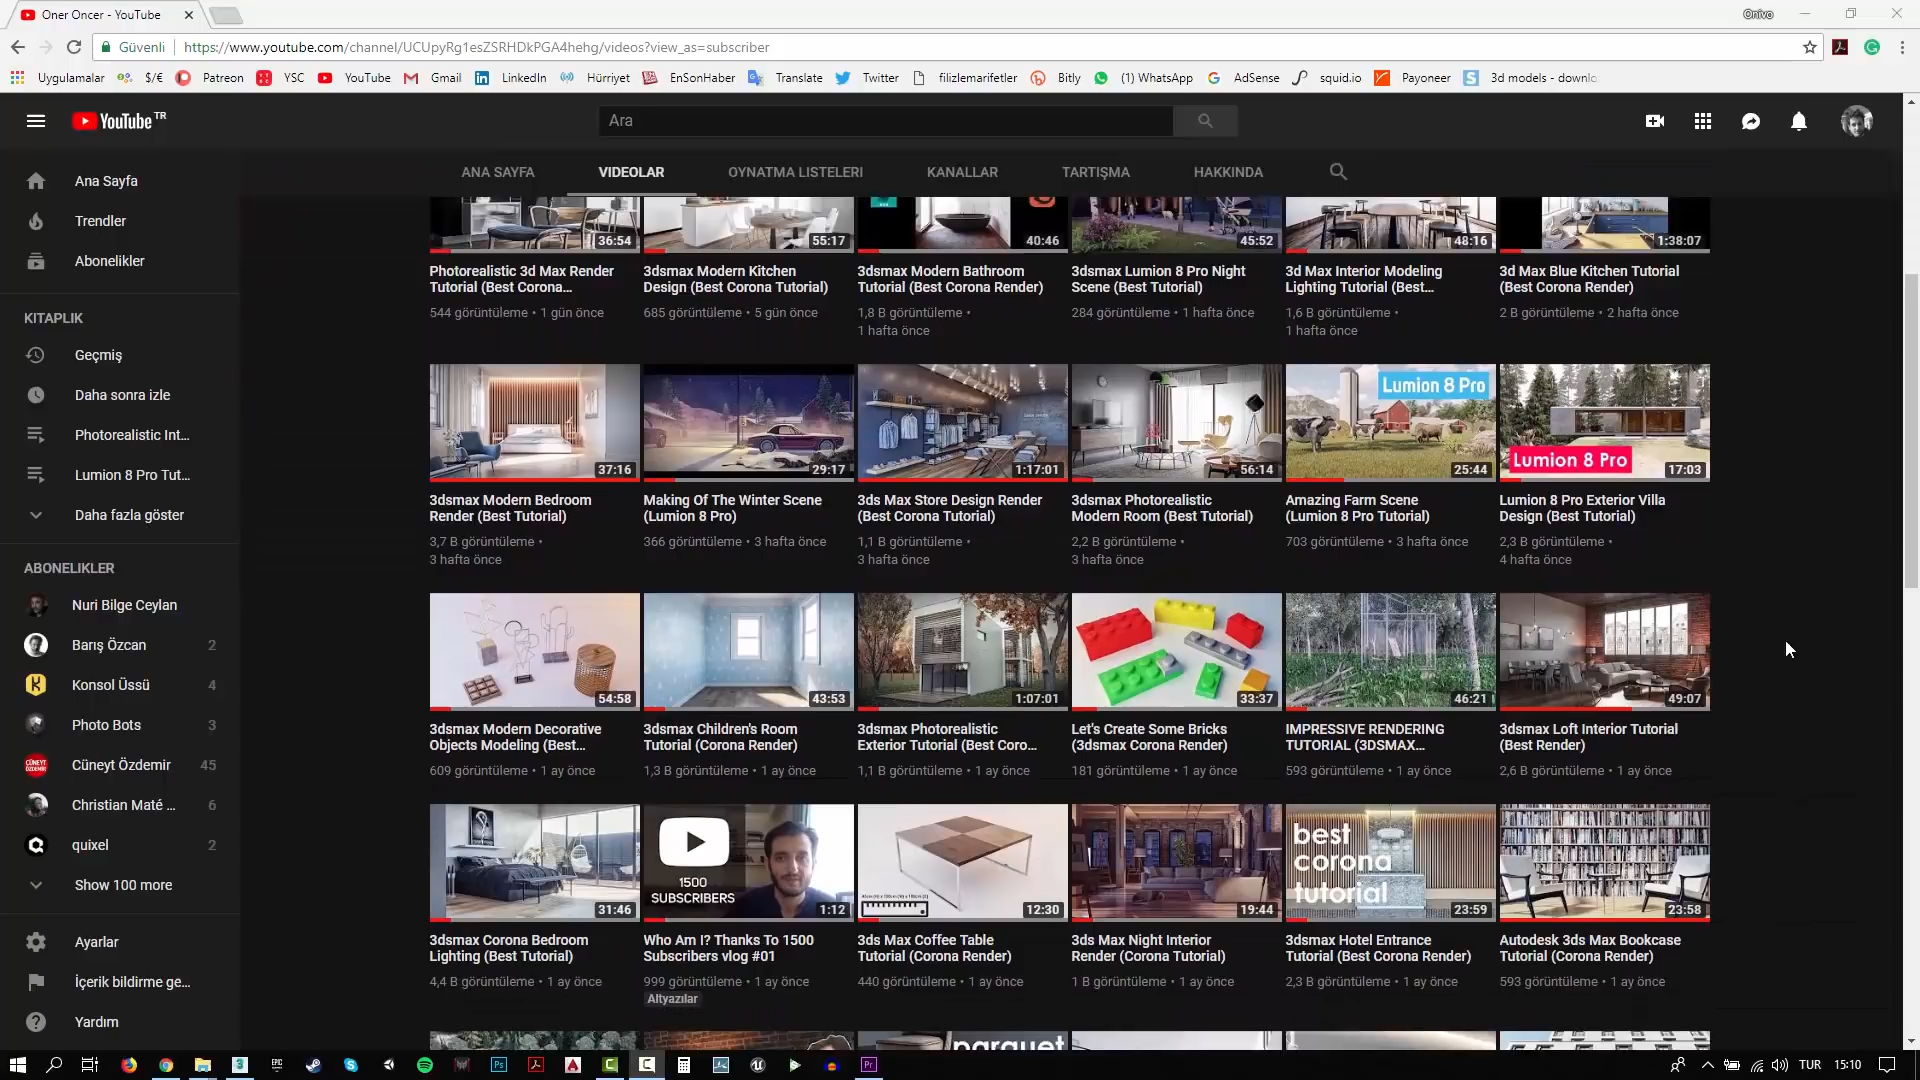 Oner Oncer - YouTube
Onivo
Güvenli
https://www.youtube.com/channel/UCUpyRg1esZSRHDkPGA4hehg/videos?view_as=subscriber
Uygulamalar $/€ Patreon YSC YouTube Gmail LinkedIn Hürriyet EnSonHaber Translate Twitter filizlemarifetler Bitly (1) WhatsApp AdSense squid.io Payoneer 3d models - downlo
YouTube TR
Ara
ANA SAYFA VIDEOLAR OYNATMA LISTELERI KANALLAR TARTIŞMA HAKKINDA
Ana Sayfa
Trendler
Abonelikler
KITAPLIK
Geçmiş
Daha sonra izle
Photorealistic Int...
Lumion 8 Pro Tut...
Daha fazla göster
ABONELIKLER
Nuri Bilge Ceylan
Barış Özcan 2
Konsol Üssü 4
Photo Bots 3
Cüneyt Özdemir 45
Christian Maté ... 6
quixel 2
Show 100 more
Ayarlar
İçerik bildirme ge...
Yardım
36:54
Photorealistic 3d Max Render
Tutorial (Best Corona...
544 görüntüleme • 1 gün önce
55:17
3dsmax Modern Kitchen
Design (Best Corona Tutorial)
685 görüntüleme • 5 gün önce
40:46
3dsmax Modern Bathroom
Tutorial (Best Corona Render)
1,8 B görüntüleme •
1 hafta önce
45:52
3dsmax Lumion 8 Pro Night
Scene (Best Tutorial)
284 görüntüleme • 1 hafta önce
48:16
3d Max Interior Modeling
Lighting Tutorial (Best...
1,6 B görüntüleme •
1 hafta önce
1:38:07
3d Max Blue Kitchen Tutorial
(Best Corona Render)
2 B görüntüleme • 2 hafta önce
37:16
3dsmax Modern Bedroom
Render (Best Tutorial)
3,7 B görüntüleme •
3 hafta önce
29:17
Making Of The Winter Scene
(Lumion 8 Pro)
366 görüntüleme • 3 hafta önce
1:17:01
3ds Max Store Design Render
(Best Corona Tutorial)
1,1 B görüntüleme •
3 hafta önce
56:14
3dsmax Photorealistic
Modern Room (Best Tutorial)
2,2 B görüntüleme •
3 hafta önce
Lumion 8 Pro
25:44
Amazing Farm Scene
(Lumion 8 Pro Tutorial)
703 görüntüleme • 3 hafta önce
Lumion 8 Pro
17:03
Lumion 8 Pro Exterior Villa
Design (Best Tutorial)
2,3 B görüntüleme •
4 hafta önce
54:58
3dsmax Modern Decorative
Objects Modeling (Best...
609 görüntüleme • 1 ay önce
43:53
3dsmax Children's Room
Tutorial (Corona Render)
1,3 B görüntüleme • 1 ay önce
1:07:01
3dsmax Photorealistic
Exterior Tutorial (Best Coro...
1,1 B görüntüleme • 1 ay önce
33:37
Let's Create Some Bricks
(3dsmax Corona Render)
181 görüntüleme • 1 ay önce
46:21
IMPRESSIVE RENDERING
TUTORIAL (3DSMAX...
593 görüntüleme • 1 ay önce
49:07
3dsmax Loft Interior Tutorial
(Best Render)
2,6 B görüntüleme • 1 ay önce
31:46
3dsmax Corona Bedroom
Lighting (Best Tutorial)
4,4 B görüntüleme • 1 ay önce
1500
SUBSCRIBERS
1:12
Who Am I? Thanks To 1500
Subscribers vlog #01
999 görüntüleme • 1 ay önce
Altyazılar
12:30
3ds Max Coffee Table
Tutorial (Corona Render)
440 görüntüleme • 1 ay önce
19:44
3ds Max Night Interior
Render (Corona Tutorial)
1 B görüntüleme • 1 ay önce
best
corona
tutorial
23:59
3dsmax Hotel Entrance
Tutorial (Best Corona Render)
2,3 B görüntüleme • 1 ay önce
23:58
Autodesk 3ds Max Bookcase
Tutorial (Corona Render)
593 görüntüleme • 1 ay önce
parquet
TUR 15:10